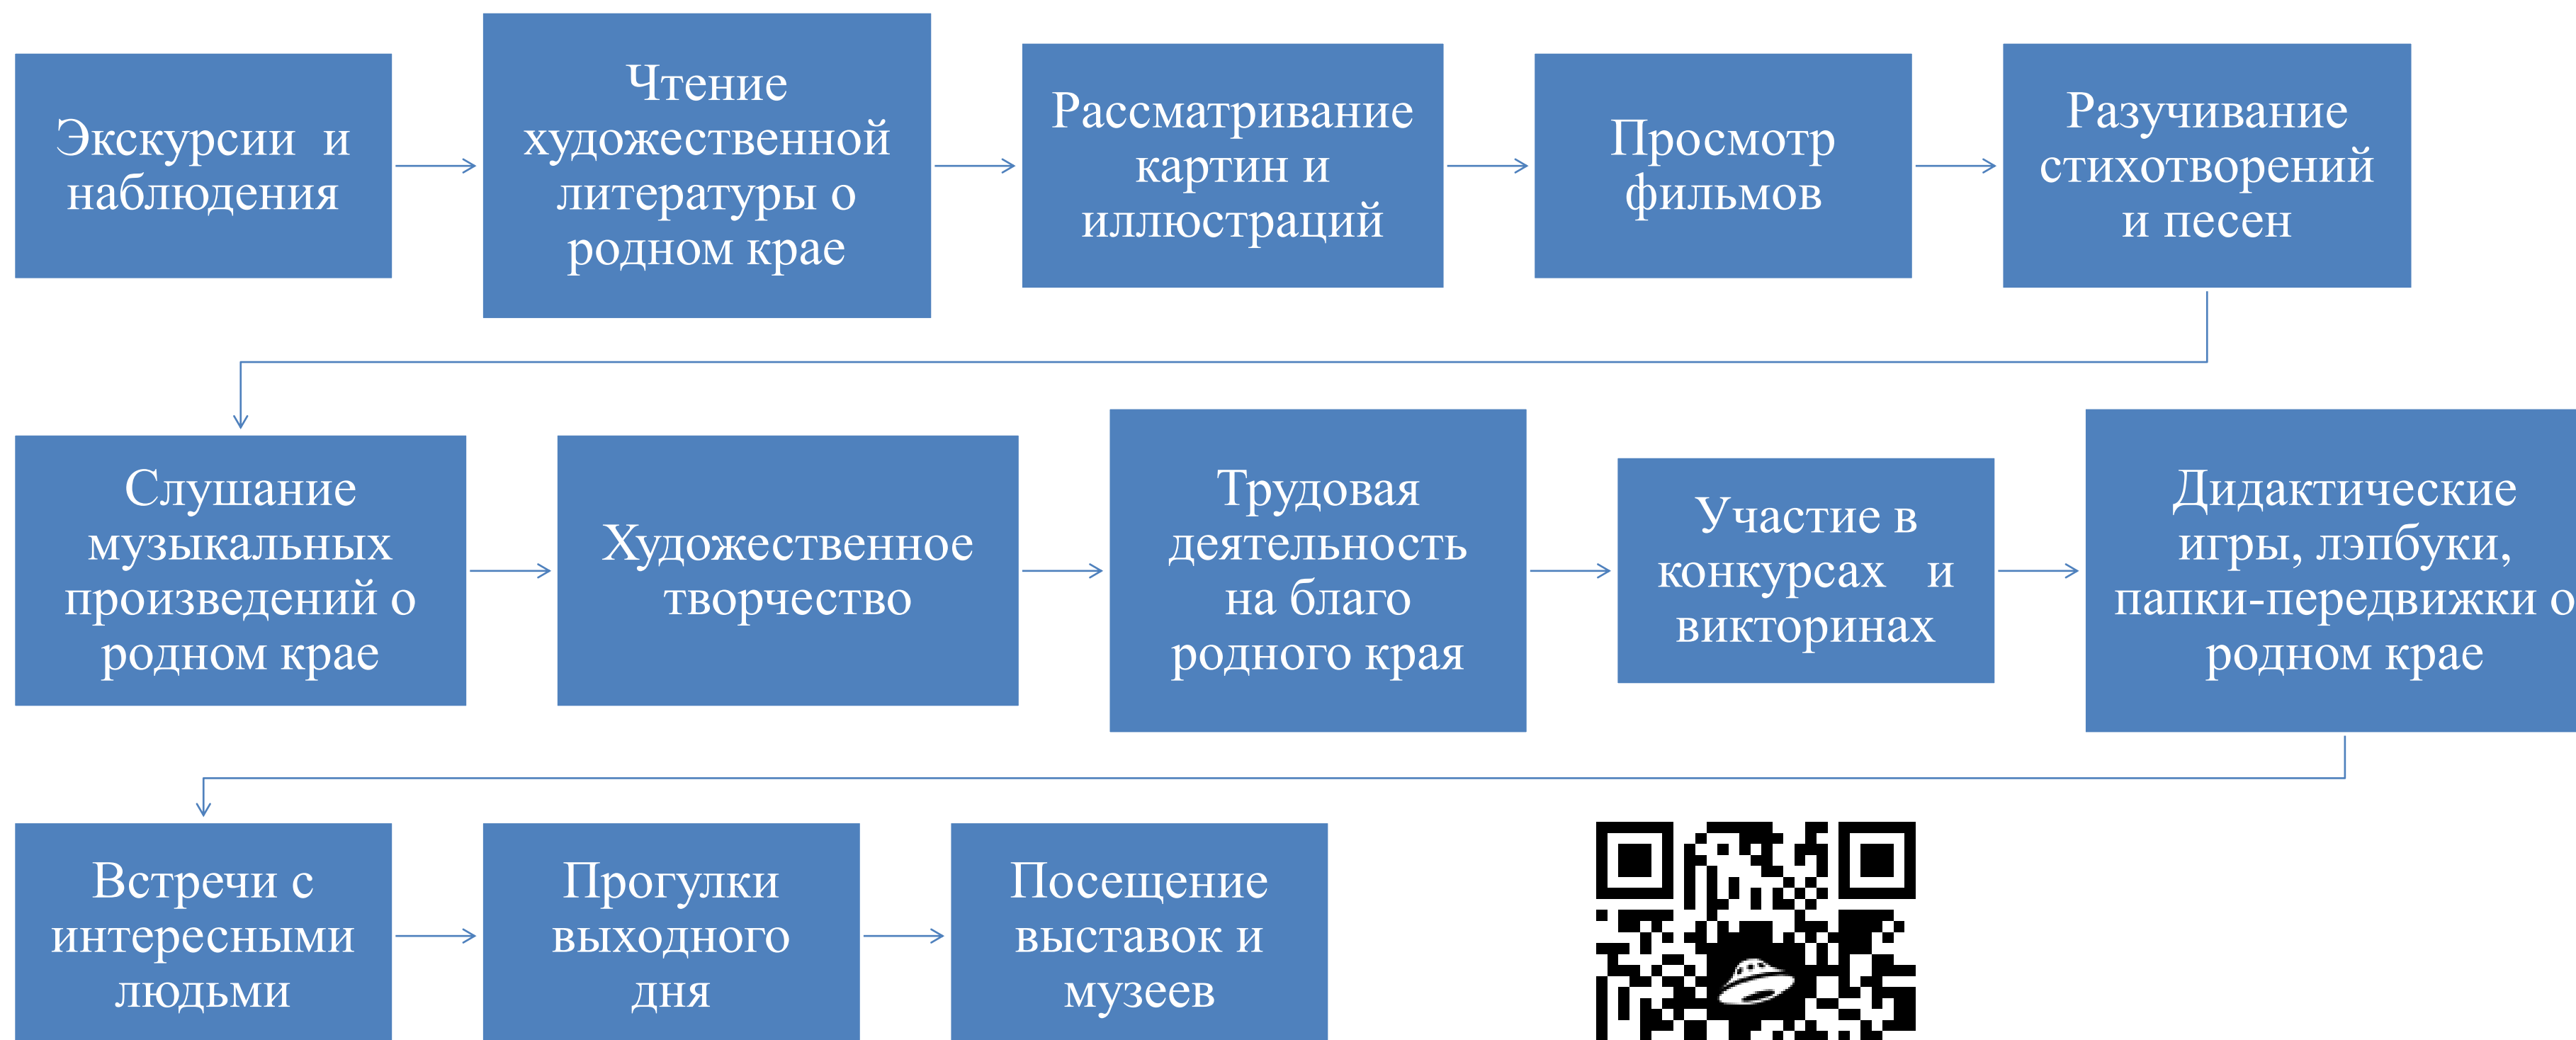 Экскурсии и
наблюдения
Чтение
художественной
литературы о
родном крае
Рассматривание
картин и
иллюстраций
Просмотр
фильмов
Разучивание
стихотворений
и песен
Слушание
музыкальных
произведений о
родном крае
Художественное
творчество
Трудовая
деятельность
на благо
родного края
Участие в
конкурсах и
викторинах
Дидактические
игры, лэпбуки,
папки-передвижки о
родном крае
Встречи с
интересными
людьми
Прогулки
выходного
дня
Посещение
выставок и
музеев